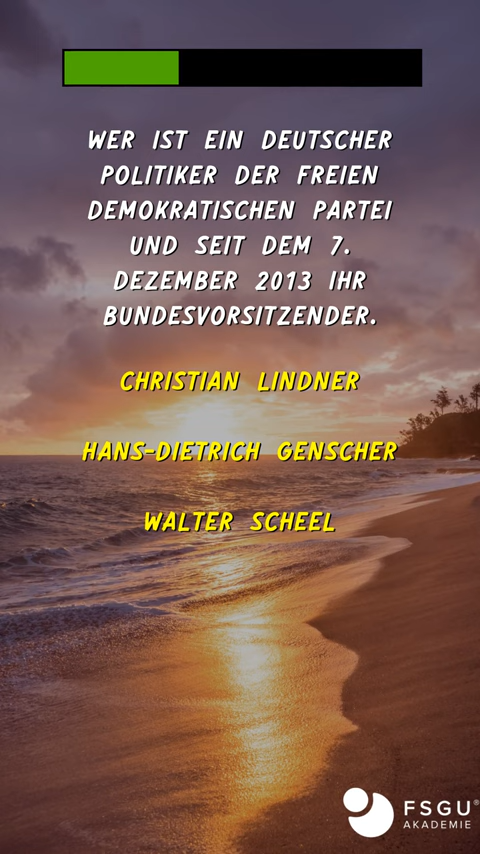 WER IST EIN DEUTSCHER
POLITIKER DER FREIEN
DEMOKRATISCHEN PARTEI
UND SEIT DEM 7.
DEZEMBER 2013 IHR
BUNDESVORSITZENDER.
CHRISTIAN LINDNER
HANS-DIETRICH GENSCHER
WALTER SCHEEL
FSGU®
AKADEMIE